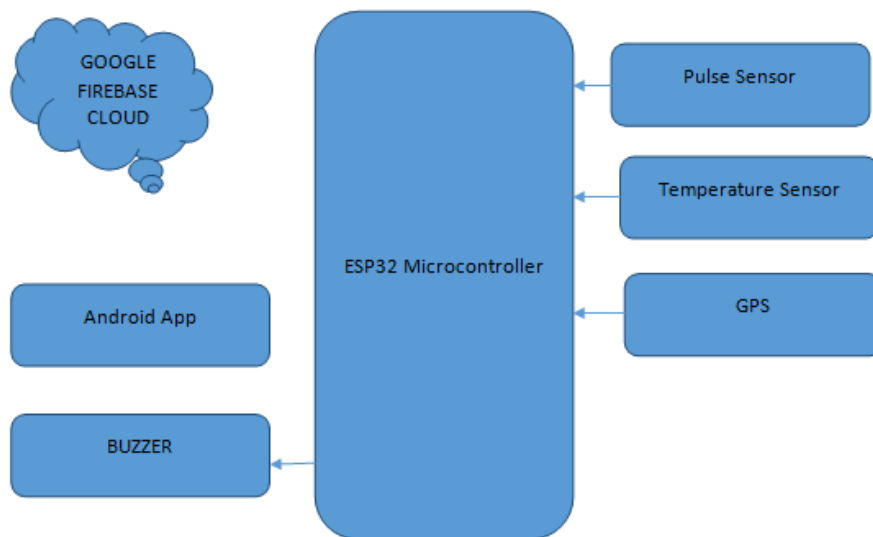 GOOGLE
FIREBASE
CLOUD
Pulse Sensor
Temperature Sensor
ESP32 Microcontroller
GPS
Android App
BUZZER